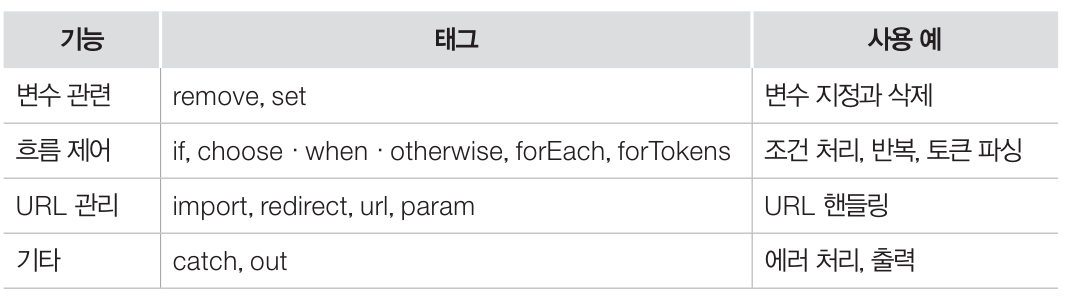 기능 태그 사용 예
변수 관련 remove, set 변수 지정과 삭제
흐름 제어 if, choose · when · otherwise, forEach, forTokens 조건 처리, 반복, 토큰 파싱
URL 관리 import, redirect, url, param URL 핸들링
기타 catch, out 에러 처리, 출력